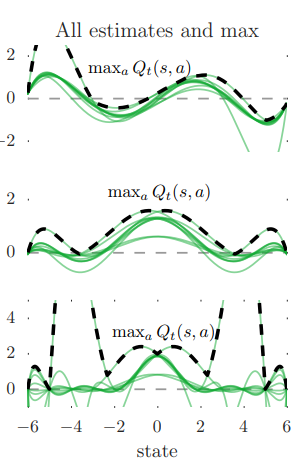 All estimates and max
2
max_a Q_t(s, a)
0
−2
max_a Q_t(s, a)
2
0
4
max_a Q_t(s, a)
2
0
−6 −4 −2 0 2 4 6
state